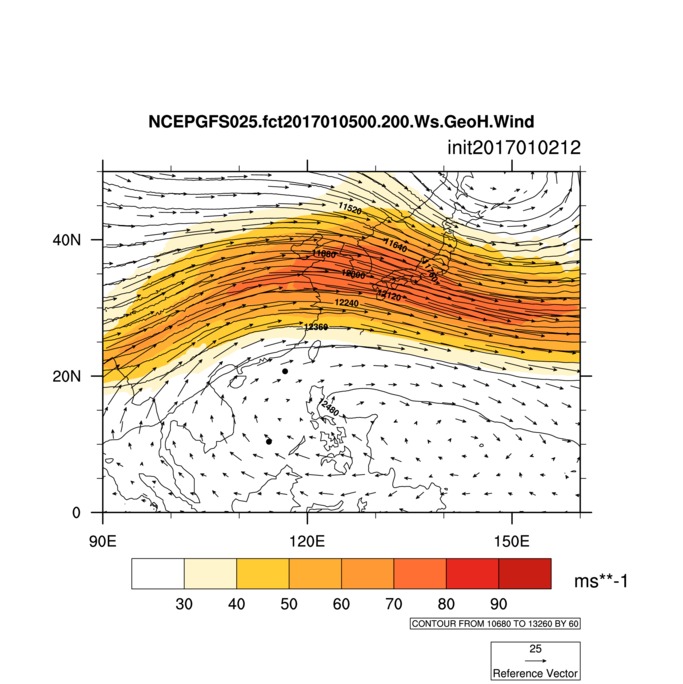 NCEPGFS025.fct2017010500.200.Ws.GeoH.Wind
init2017010212
11520
40N
11640
11880
12000
12120
12240
12360
20N
12480
0
90E 120E 150E
ms**-1
30 40 50 60 70 80 90
CONTOUR FROM 10680 TO 13260 BY 60
25
Reference Vector